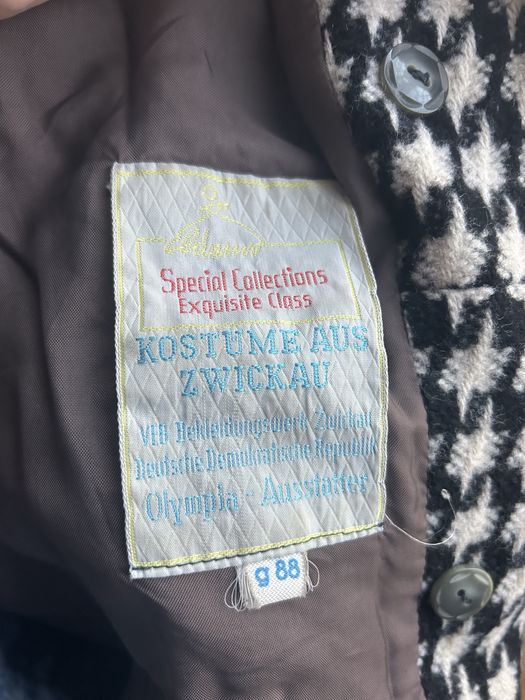 Special Collections
Exquisite Class
KOSTÜME AUS
ZWICKAU
VEB Bekleidungswerk Zwickau
Deutsche Demokratische Republik
Olympia - Ausstatter
g 88